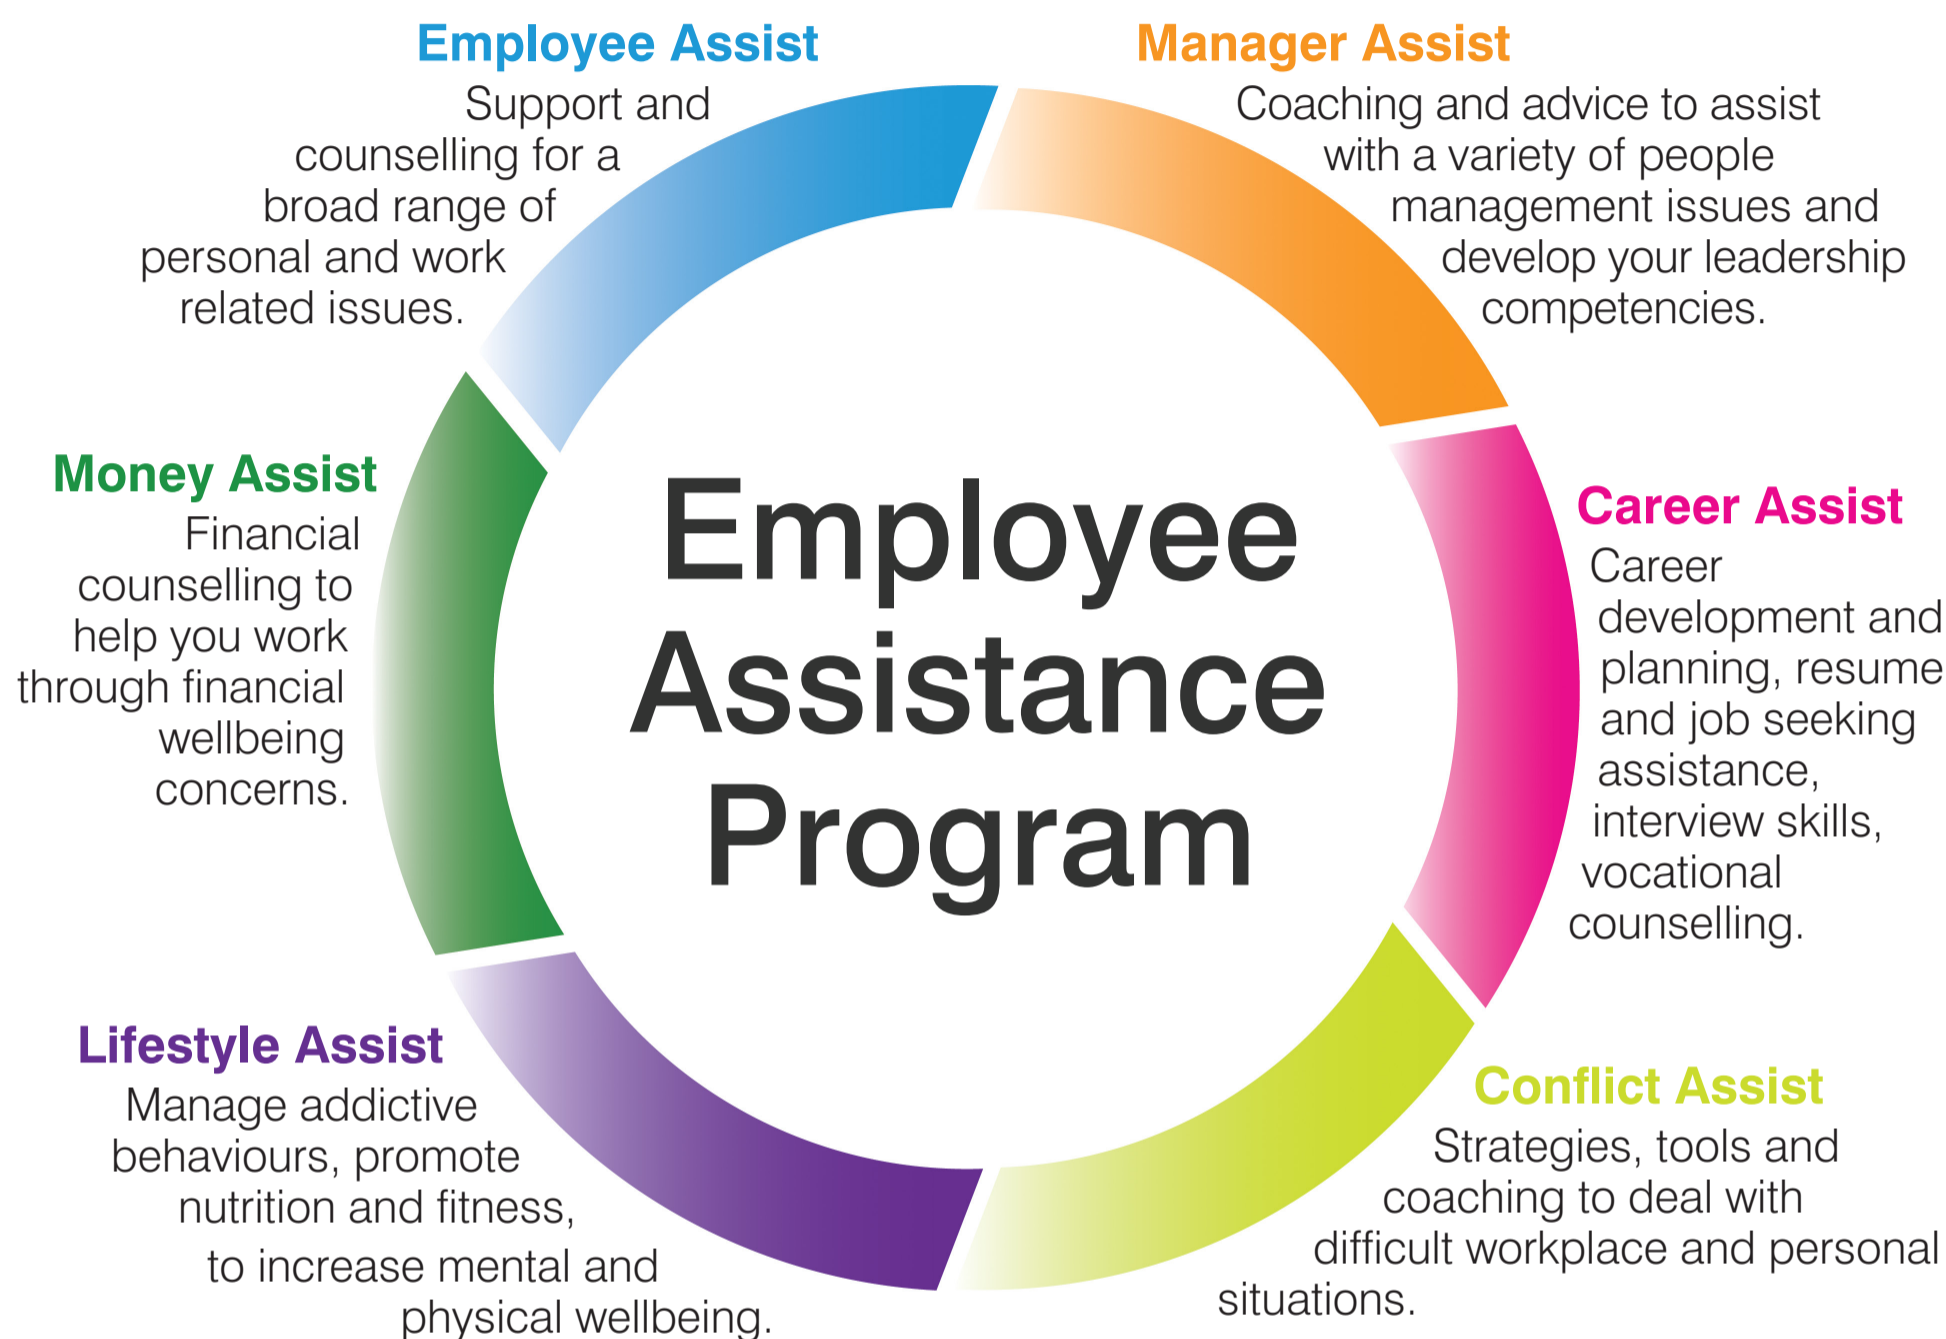 Employee Assist
Support and
counselling for a
broad range of
personal and work
related issues.
Manager Assist
Coaching and advice to assist
with a variety of people
management issues and
develop your leadership
competencies.
Career Assist
Career
development and
planning, resume
and job seeking
assistance,
interview skills,
vocational
counselling.
Conflict Assist
Strategies, tools and
coaching to deal with
difficult workplace and personal
situations.
Lifestyle Assist
Manage addictive
behaviours, promote
nutrition and fitness,
to increase mental and
physical wellbeing.
Money Assist
Financial
counselling to
help you work
through financial
wellbeing
concerns.
Employee
Assistance
Program